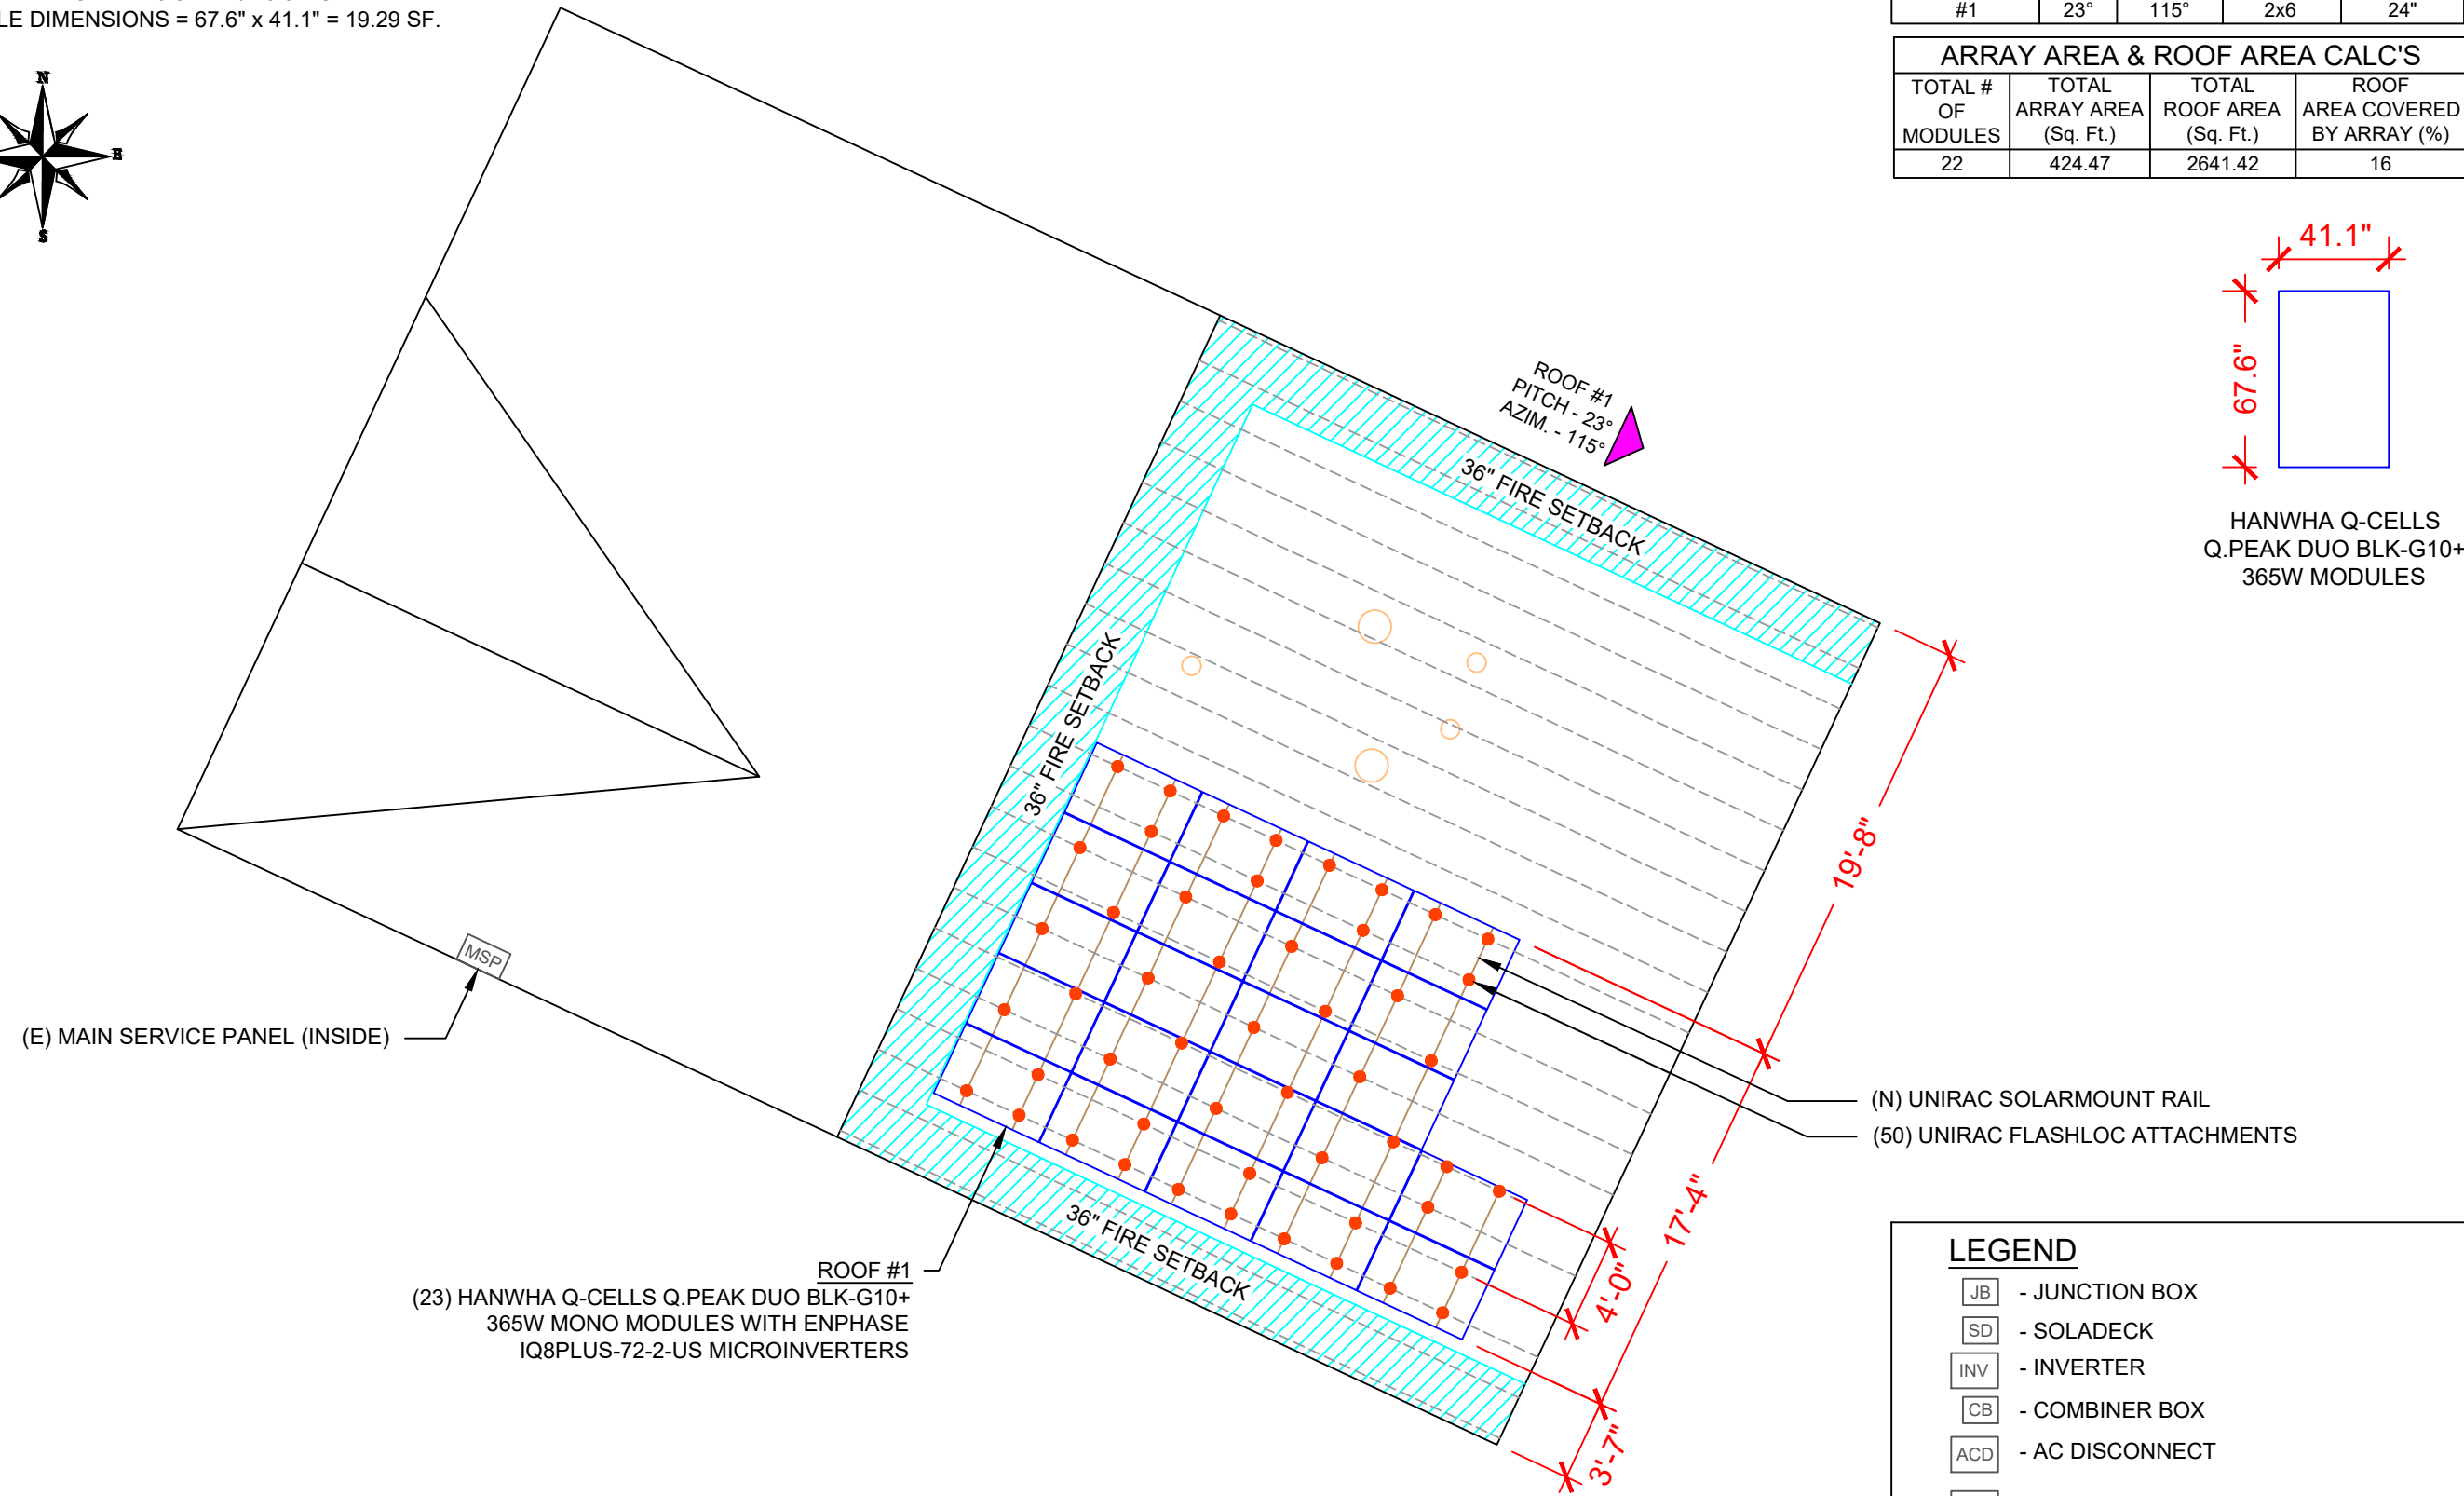 LE DIMENSIONS = 67.6" x 41.1" = 19.29 SF.
N
E
S
#1 23° 115° 2x6 24"
ARRAY AREA & ROOF AREA CALC'S
TOTAL # OF MODULES
TOTAL ARRAY AREA (Sq. Ft.)
TOTAL ROOF AREA (Sq. Ft.)
ROOF AREA COVERED BY ARRAY (%)
22 424.47 2641.42 16
41.1"
67.6"
HANWHA Q-CELLS
Q.PEAK DUO BLK-G10+
365W MODULES
ROOF #1
PITCH - 23°
AZIM. - 115°
36" FIRE SETBACK
36" FIRE SETBACK
36" FIRE SETBACK
19'-8"
17'-4"
4'-0"
3'-7"
MSP
(E) MAIN SERVICE PANEL (INSIDE)
(N) UNIRAC SOLARMOUNT RAIL
(50) UNIRAC FLASHLOC ATTACHMENTS
ROOF #1
(23) HANWHA Q-CELLS Q.PEAK DUO BLK-G10+
365W MONO MODULES WITH ENPHASE
IQ8PLUS-72-2-US MICROINVERTERS
LEGEND
JB - JUNCTION BOX
SD - SOLADECK
INV - INVERTER
CB - COMBINER BOX
ACD - AC DISCONNECT